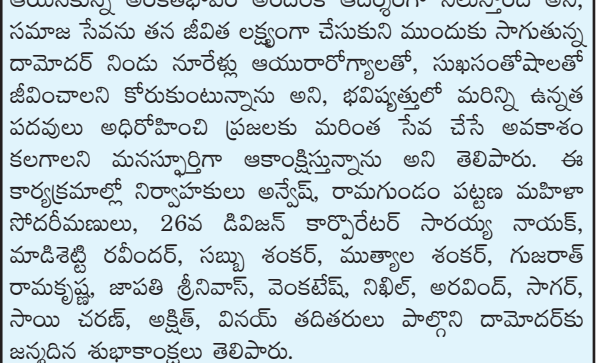 ఆయనకున్న అంకితభావం అందరికి ఆదర్శంగా నిలుస్తోంది అని,
సమాజ సేవను తన జీవిత లక్ష్యంగా చేసుకుని ముందుకు సాగుతున్న
దామోదర్ నిండు నూరేళ్లు ఆయురారోగ్యాలతో, సుఖసంతోషాలతో
జీవించాలని కోరుకుంటున్నాను అని, భవిష్యత్తులో మరిన్ని ఉన్నత
పదవులు అధిరోహించి ప్రజలకు మరింత సేవ చేసే అవకాశం
కలగాలని మనస్ఫూర్తిగా ఆకాంక్షిస్తున్నాను అని తెలిపారు. ఈ
కార్యక్రమాల్లో నిర్వాహకులు అన్వేష్, రామగుండం పట్టణ మహిళా
సోదరీమణులు, 26వ డివిజన్ కార్పొరేటర్ సారయ్య నాయక్,
మాడిశెట్టి రవీందర్, సబ్బు శంకర్, ముత్యాల శంకర్, గుజరాత్
రామకృష్ణ, జాపతి శ్రీనివాస్, వెంకటేష్, నిఖిల్, అరవింద్, సాగర్,
సాయి చరణ్, అక్షిత్, వినయ్ తదితరులు పాల్గొని దామోదర్‌కు
జన్మదిన శుభాకాంక్షలు తెలిపారు.